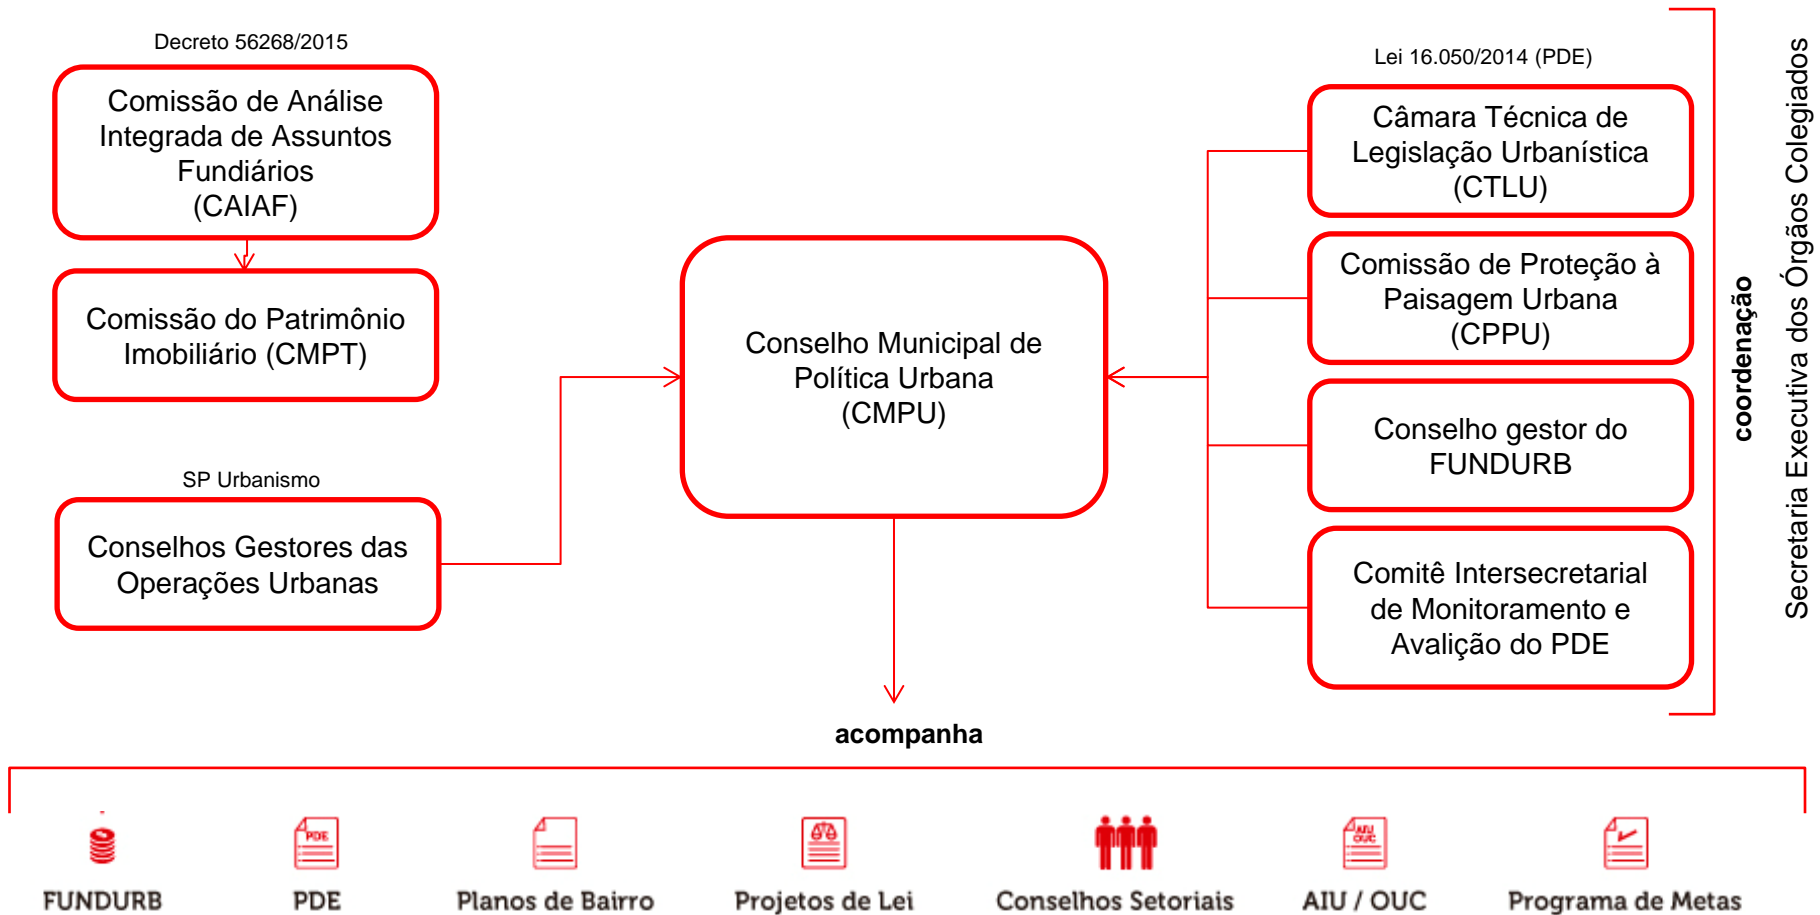 Decreto 56268/2015
Comissão de Análise
Integrada de Assuntos
Fundiários
(CAIAF)
Comissão do Patrimônio
Imobiliário (CMPT)
SP Urbanismo
Conselhos Gestores das
Operações Urbanas
Conselho Municipal de
Política Urbana
(CMPU)
Lei 16.050/2014 (PDE)
Câmara Técnica de
Legislação Urbanística
(CTLU)
Comissão de Proteção à
Paisagem Urbana
(CPPU)
Conselho gestor do
FUNDURB
Comitê Intersecretarial
de Monitoramento e
Avalição do PDE
coordenação
Secretaria Executiva dos Órgãos Colegiados
acompanha
PDE
AIU
OUC
FUNDURB
PDE
Planos de Bairro
Projetos de Lei
Conselhos Setoriais
AIU / OUC
Programa de Metas